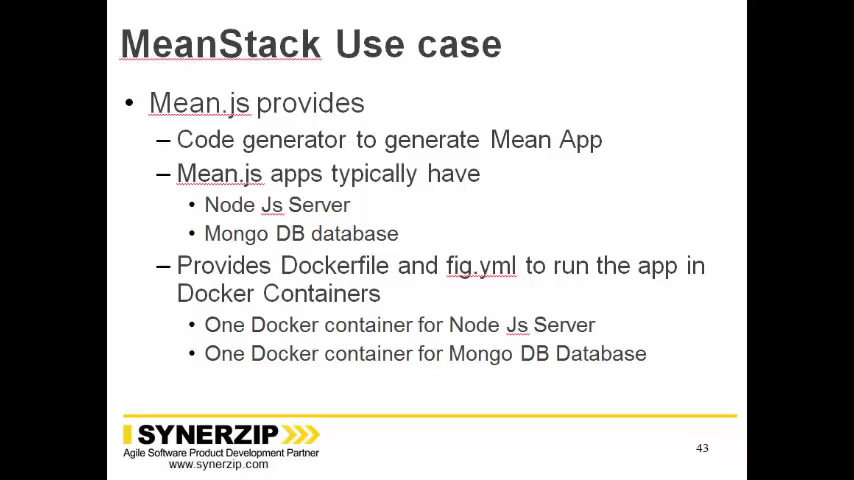 MeanStack Use case
• Mean.js provides
– Code generator to generate Mean App
– Mean.js apps typically have
• Node Js Server
• Mongo DB database
– Provides Dockerfile and fig.yml to run the app in
Docker Containers
• One Docker container for Node Js Server
• One Docker container for Mongo DB Database
SYNERZIP
Agile Software Product Development Partner
www.synerzip.com
43